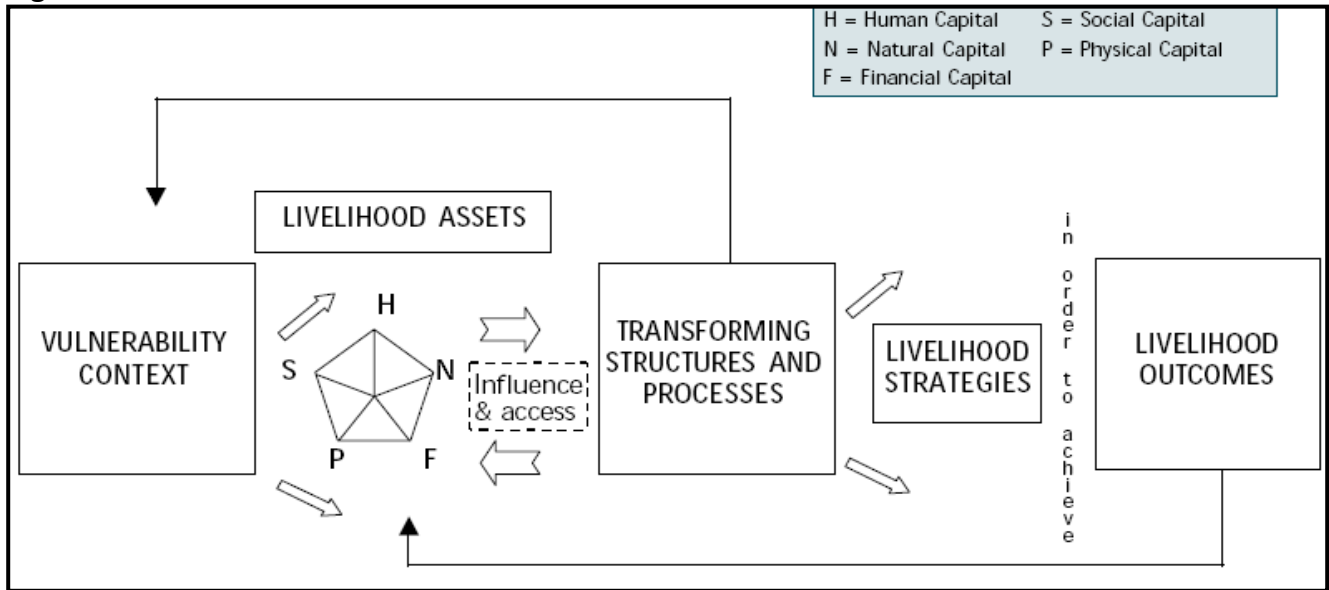 H = Human Capital S = Social Capital
N = Natural Capital P = Physical Capital
F = Financial Capital
LIVELIHOOD ASSETS
VULNERABILITY
CONTEXT
H
S
N
P
F
Influence
& access
TRANSFORMING
STRUCTURES AND
PROCESSES
LIVELIHOOD
STRATEGIES
in order to achieve
LIVELIHOOD
OUTCOMES